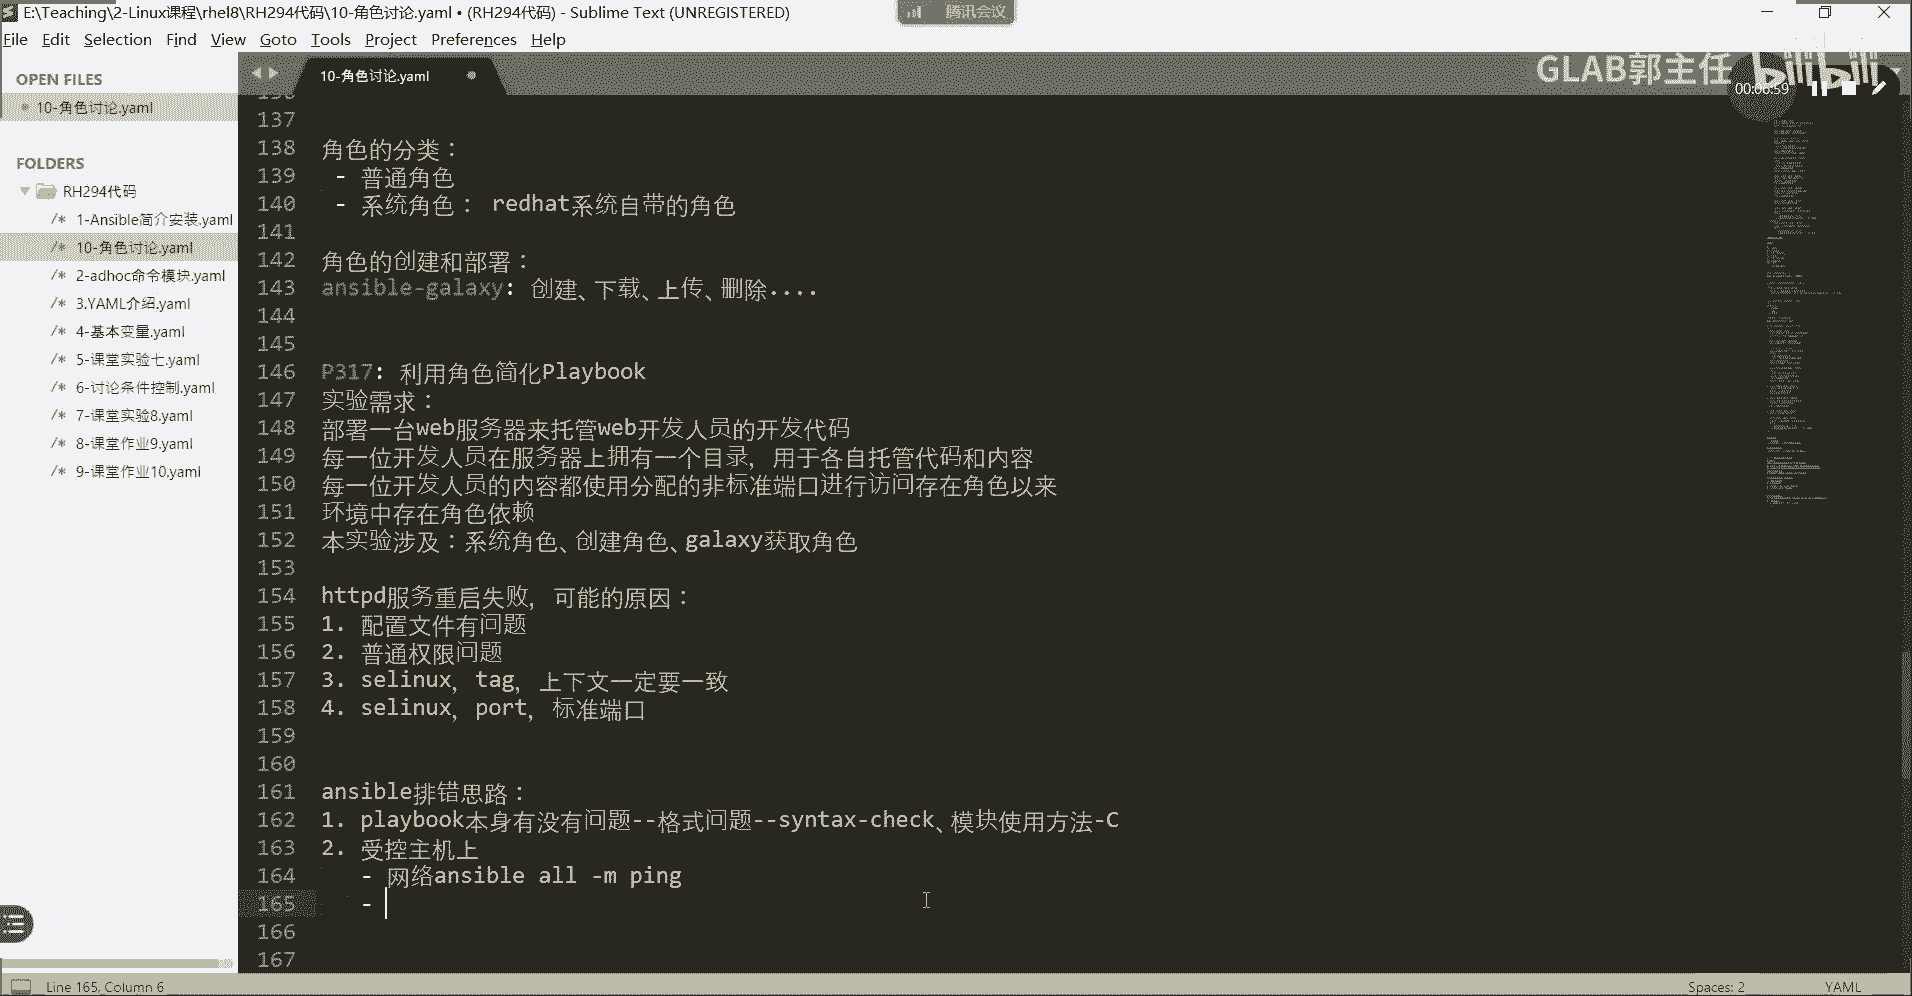 E:\Teaching\2-Linux课程\rhel8\RH294代码\10-角色讨论.yaml • (RH294代码) - Sublime Text (UNREGISTERED)
腾讯会议
File Edit Selection Find View Goto Tools Project Preferences Help
GLAB郭主任 bilibili
00:06:59
OPEN FILES
10-角色讨论.yaml
FOLDERS
RH294代码
/* 1-Ansible简介安装.yaml
/* 10-角色讨论.yaml
/* 2-adhoc命令模块.yaml
/* 3.YAML介绍.yaml
/* 4-基本变量.yaml
/* 5-课堂实验七.yaml
/* 6-讨论条件控制.yaml
/* 7-课堂实验8.yaml
/* 8-课堂作业9.yaml
/* 9-课堂作业10.yaml
10-角色讨论.yaml
137
138 角色的分类：
139 - 普通角色
140 - 系统角色： redhat系统自带的角色
141
142 角色的创建和部署：
143 ansible-galaxy: 创建、下载、上传、删除....
144
145
146 P317: 利用角色简化Playbook
147 实验需求：
148 部署一台web服务器来托管web开发人员的开发代码
149 每一位开发人员在服务器上拥有一个目录，用于各自托管代码和内容
150 每一位开发人员的内容都使用分配的非标准端口进行访问存在角色以来
151 环境中存在角色依赖
152 本实验涉及：系统角色、创建角色、galaxy获取角色
153
154 httpd服务重启失败，可能的原因：
155 1. 配置文件有问题
156 2. 普通权限问题
157 3. selinux，tag，上下文一定要一致
158 4. selinux，port，标准端口
159
160
161 ansible排错思路：
162 1. playbook本身有没有问题--格式问题--syntax-check、模块使用方法-C
163 2. 受控主机上
164 - 网络ansible all -m ping
165 -
166
167
Line 165, Column 6
Spaces: 2
YAML